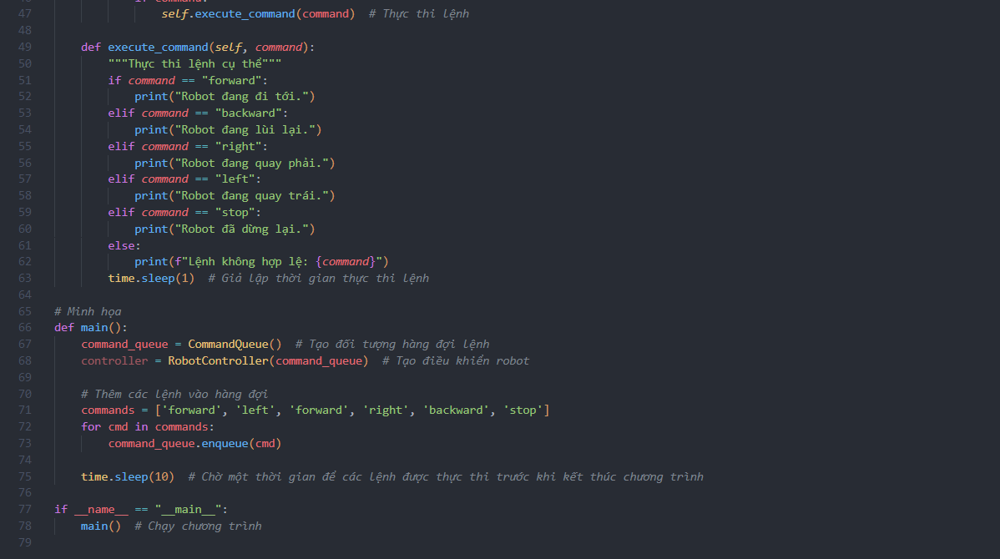 47 self.execute_command(command)  # Thực thi lệnh
48
49 def execute_command(self, command):
50 """Thực thi lệnh cụ thể"""
51 if command == "forward":
52 print("Robot đang đi tới.")
53 elif command == "backward":
54 print("Robot đang lùi lại.")
55 elif command == "right":
56 print("Robot đang quay phải.")
57 elif command == "left":
58 print("Robot đang quay trái.")
59 elif command == "stop":
60 print("Robot đã dừng lại.")
61 else:
62 print(f"Lệnh không hợp lệ: {command}")
63 time.sleep(1)  # Giả lập thời gian thực thi lệnh
64
65 # Minh họa
66 def main():
67 command_queue = CommandQueue()  # Tạo đối tượng hàng đợi lệnh
68 controller = RobotController(command_queue)  # Tạo điều khiển robot
69
70 # Thêm các lệnh vào hàng đợi
71 commands = ['forward', 'left', 'forward', 'right', 'backward', 'stop']
72 for cmd in commands:
73 command_queue.enqueue(cmd)
74
75 time.sleep(10)  # Chờ một thời gian để các lệnh được thực thi trước khi kết thúc chương trình
76
77 if __name__ == "__main__":
78 main()  # Chạy chương trình
79